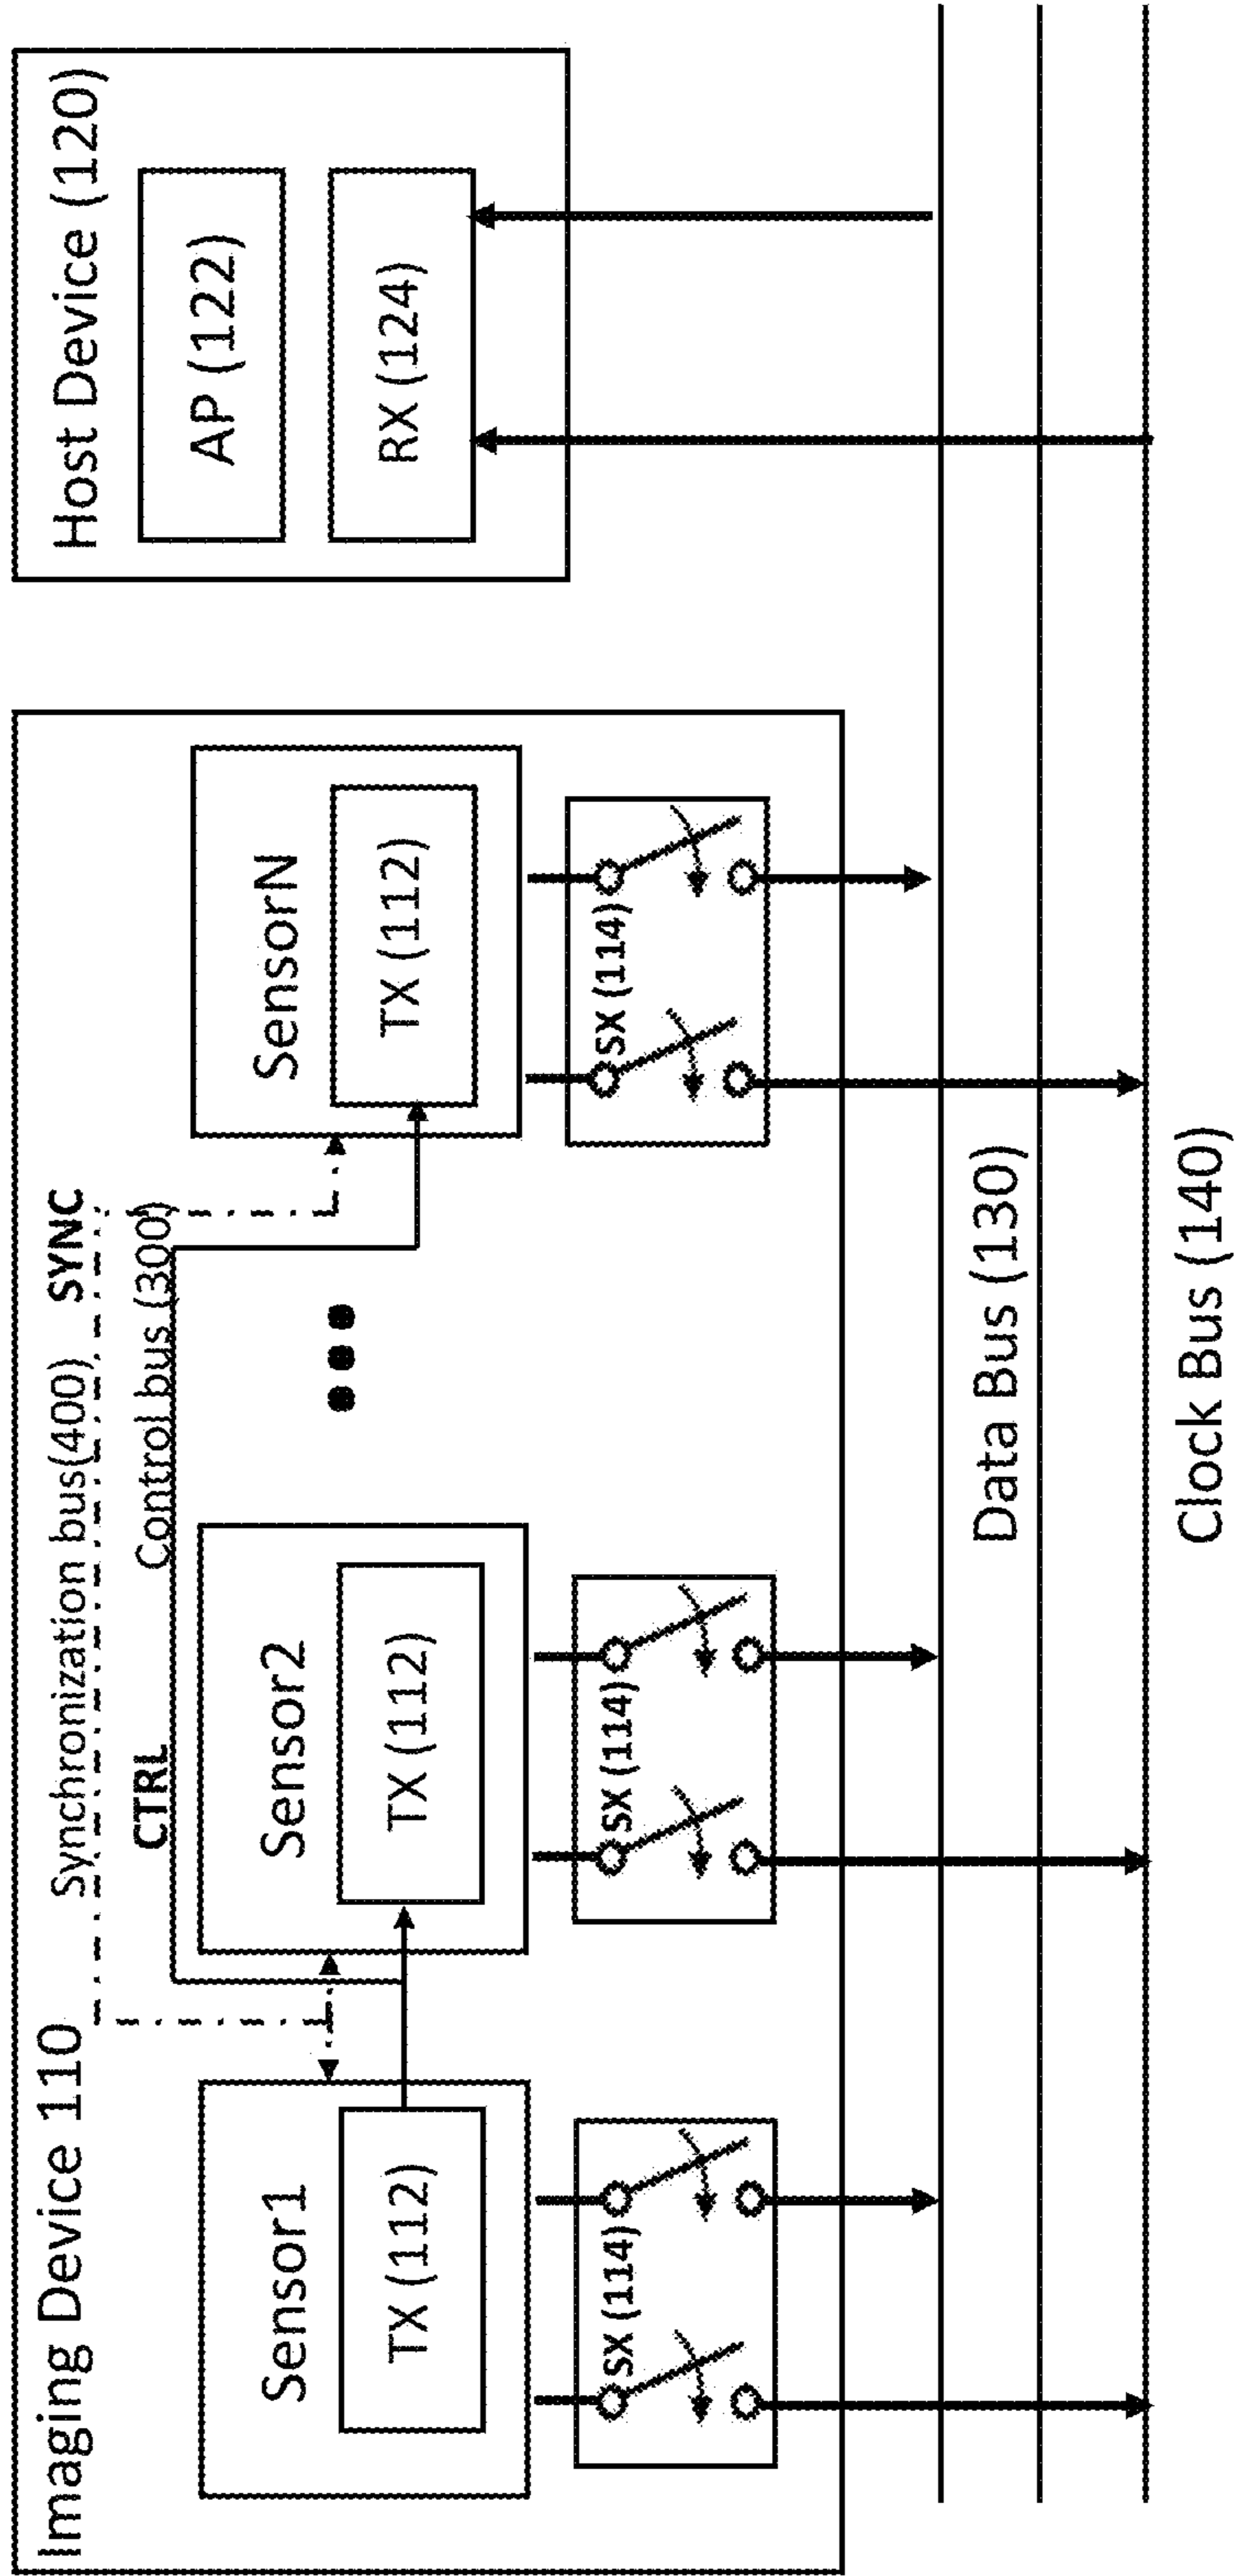 Imaging Device 110
Synchronization bus(400)
SYNC
CTRL
Control bus (300)
Sensor1
TX (112)
SX (114)
Sensor2
TX (112)
SX (114)
SensorN
TX (112)
SX (114)
Host Device (120)
AP (122)
RX (124)
Data Bus (130)
Clock Bus (140)